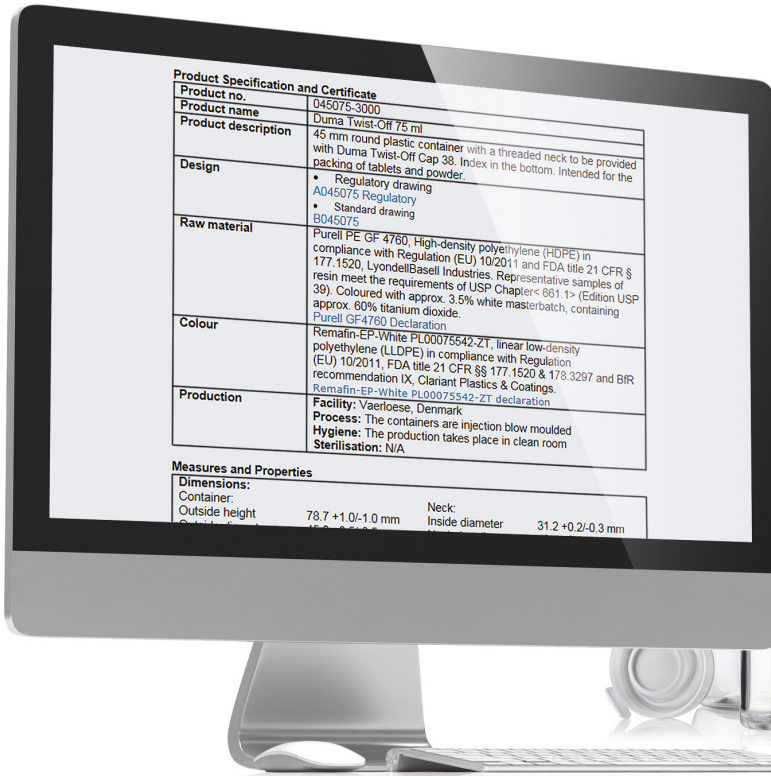 Product Specification and Certificate
Product no. 045075-3000
Product name Duma Twist-Off 75 ml
Product description 45 mm round plastic container with a threaded neck to be provided
with Duma Twist-Off Cap 38. Index in the bottom. Intended for the
packing of tablets and powder.
Design • Regulatory drawing
A045075 Regulatory
• Standard drawing
B045075
Raw material Purell PE GF 4760, High-density polyethylene (HDPE) in
compliance with Regulation (EU) 10/2011 and FDA title 21 CFR §
177.1520, LyondellBasell Industries. Representative samples of
resin meet the requirements of USP Chapter< 661.1> (Edition USP
39). Coloured with approx. 3.5% white masterbatch, containing
approx. 60% titanium dioxide.
Purell GF4760 Declaration
Colour Remafin-EP-White PL00075542-ZT, linear low-density
polyethylene (LLDPE) in compliance with Regulation
(EU) 10/2011, FDA title 21 CFR §§ 177.1520 & 178.3297 and BfR
recommendation IX, Clariant Plastics & Coatings.
Remafin-EP-White PL00075542-ZT declaration
Production Facility: Vaerloese, Denmark
Process: The containers are injection blow moulded
Hygiene: The production takes place in clean room
Sterilisation: N/A
Measures and Properties
Dimensions:
Container: Neck:
Outside height 78.7 +1.0/-1.0 mm Inside diameter 31.2 +0.2/-0.3 mm